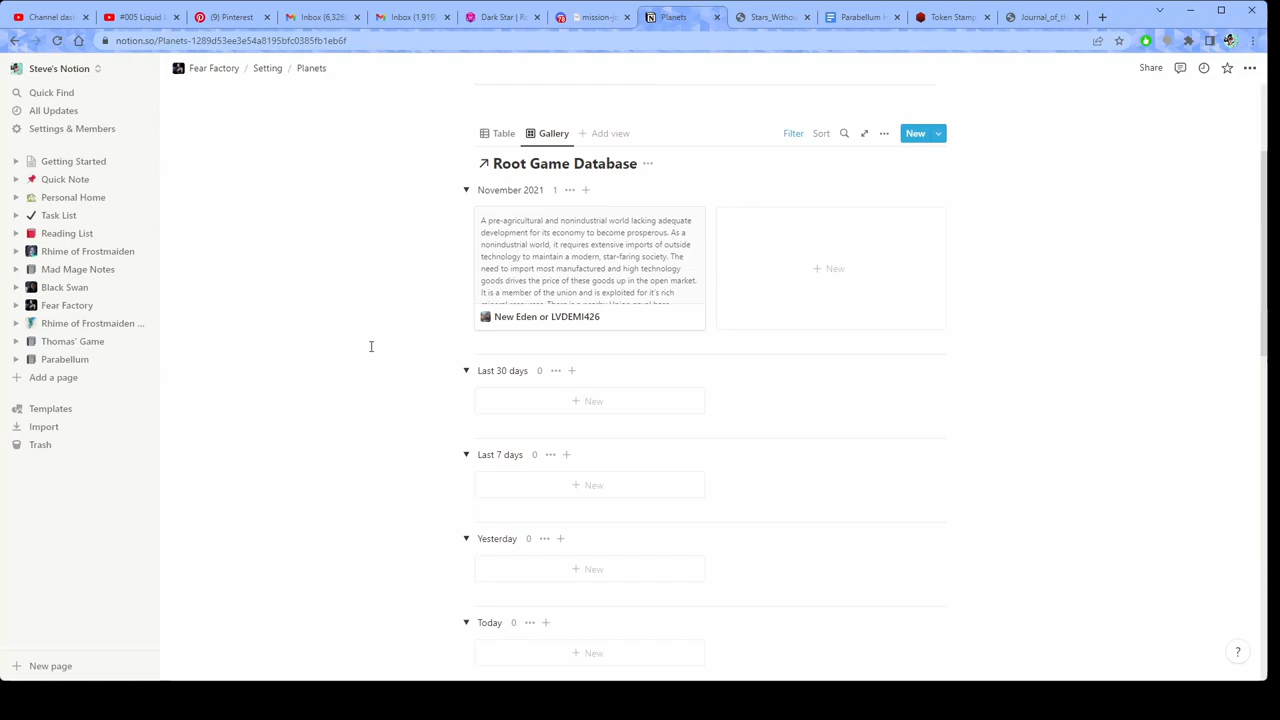 Channel dash
#005 Liquid L
(9) Pinterest
Inbox (6,326)
Inbox (1,919)
Dark Star | Ro
mission-jo
Planets
Stars_Without
Parabellum H
Token Stamp
Journal_of_th
notion.so/Planets-1289d53ee3e54a8195bfc0385fb1eb6f
Steve's Notion
Fear Factory / Setting / Planets
Share
Quick Find
All Updates
Settings & Members
Getting Started
Quick Note
Personal Home
Task List
Reading List
Rhime of Frostmaiden
Mad Mage Notes
Black Swan
Fear Factory
Rhime of Frostmaiden ...
Thomas' Game
Parabellum
Add a page
Templates
Import
Trash
New page
Table
Gallery
Add view
Filter
Sort
New
Root Game Database
November 2021 1
A pre-agricultural and nonindustrial world lacking adequate
development for its economy to become prosperous. As a
nonindustrial world, it requires extensive imports of outside
technology to maintain a modern, star-faring society. The
need to import most manufactured and high technology
goods drives the price of these goods up in the open market.
It is a member of the union and is exploited for it's rich
New Eden or LVDEMI426
+ New
Last 30 days 0
+ New
Last 7 days 0
+ New
Yesterday 0
+ New
Today 0
+ New
?